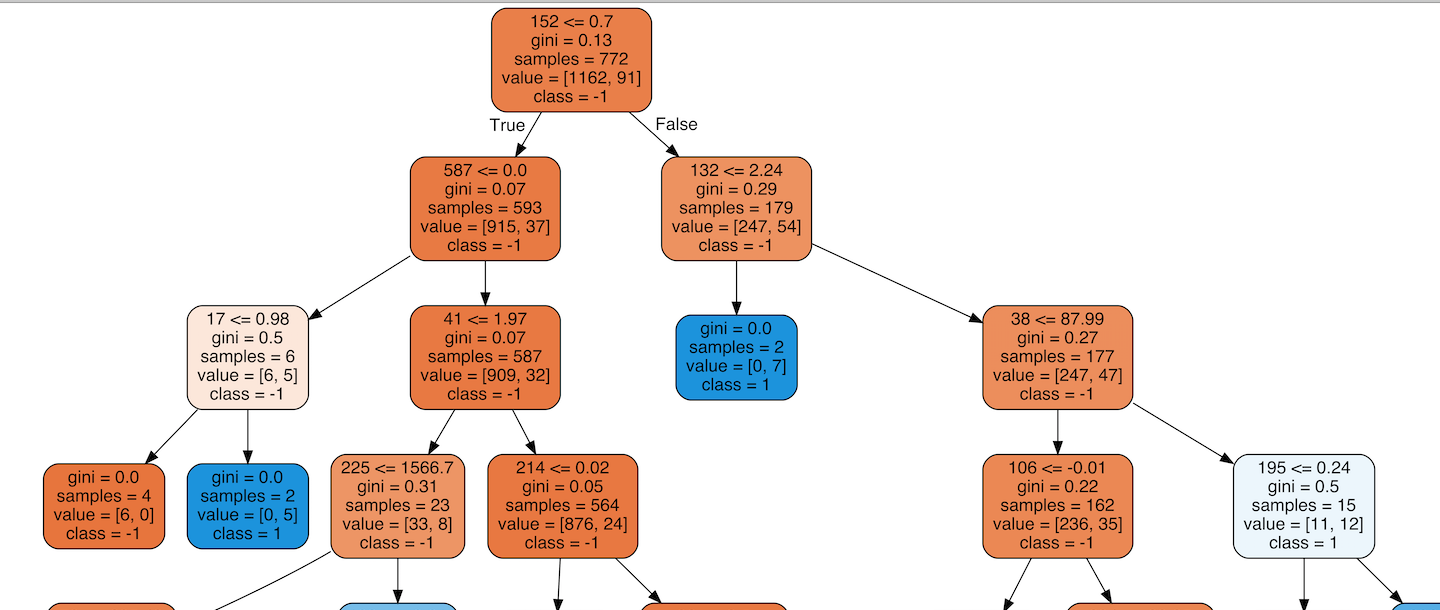 152 <= 0.7
gini = 0.13
samples = 772
value = [1162, 91]
class = -1
True
False
587 <= 0.0
gini = 0.07
samples = 593
value = [915, 37]
class = -1
132 <= 2.24
gini = 0.29
samples = 179
value = [247, 54]
class = -1
17 <= 0.98
gini = 0.5
samples = 6
value = [6, 5]
class = -1
41 <= 1.97
gini = 0.07
samples = 587
value = [909, 32]
class = -1
gini = 0.0
samples = 2
value = [0, 7]
class = 1
38 <= 87.99
gini = 0.27
samples = 177
value = [247, 47]
class = -1
gini = 0.0
samples = 4
value = [6, 0]
class = -1
gini = 0.0
samples = 2
value = [0, 5]
class = 1
225 <= 1566.7
gini = 0.31
samples = 23
value = [33, 8]
class = -1
214 <= 0.02
gini = 0.05
samples = 564
value = [876, 24]
class = -1
106 <= -0.01
gini = 0.22
samples = 162
value = [236, 35]
class = -1
195 <= 0.24
gini = 0.5
samples = 15
value = [11, 12]
class = 1